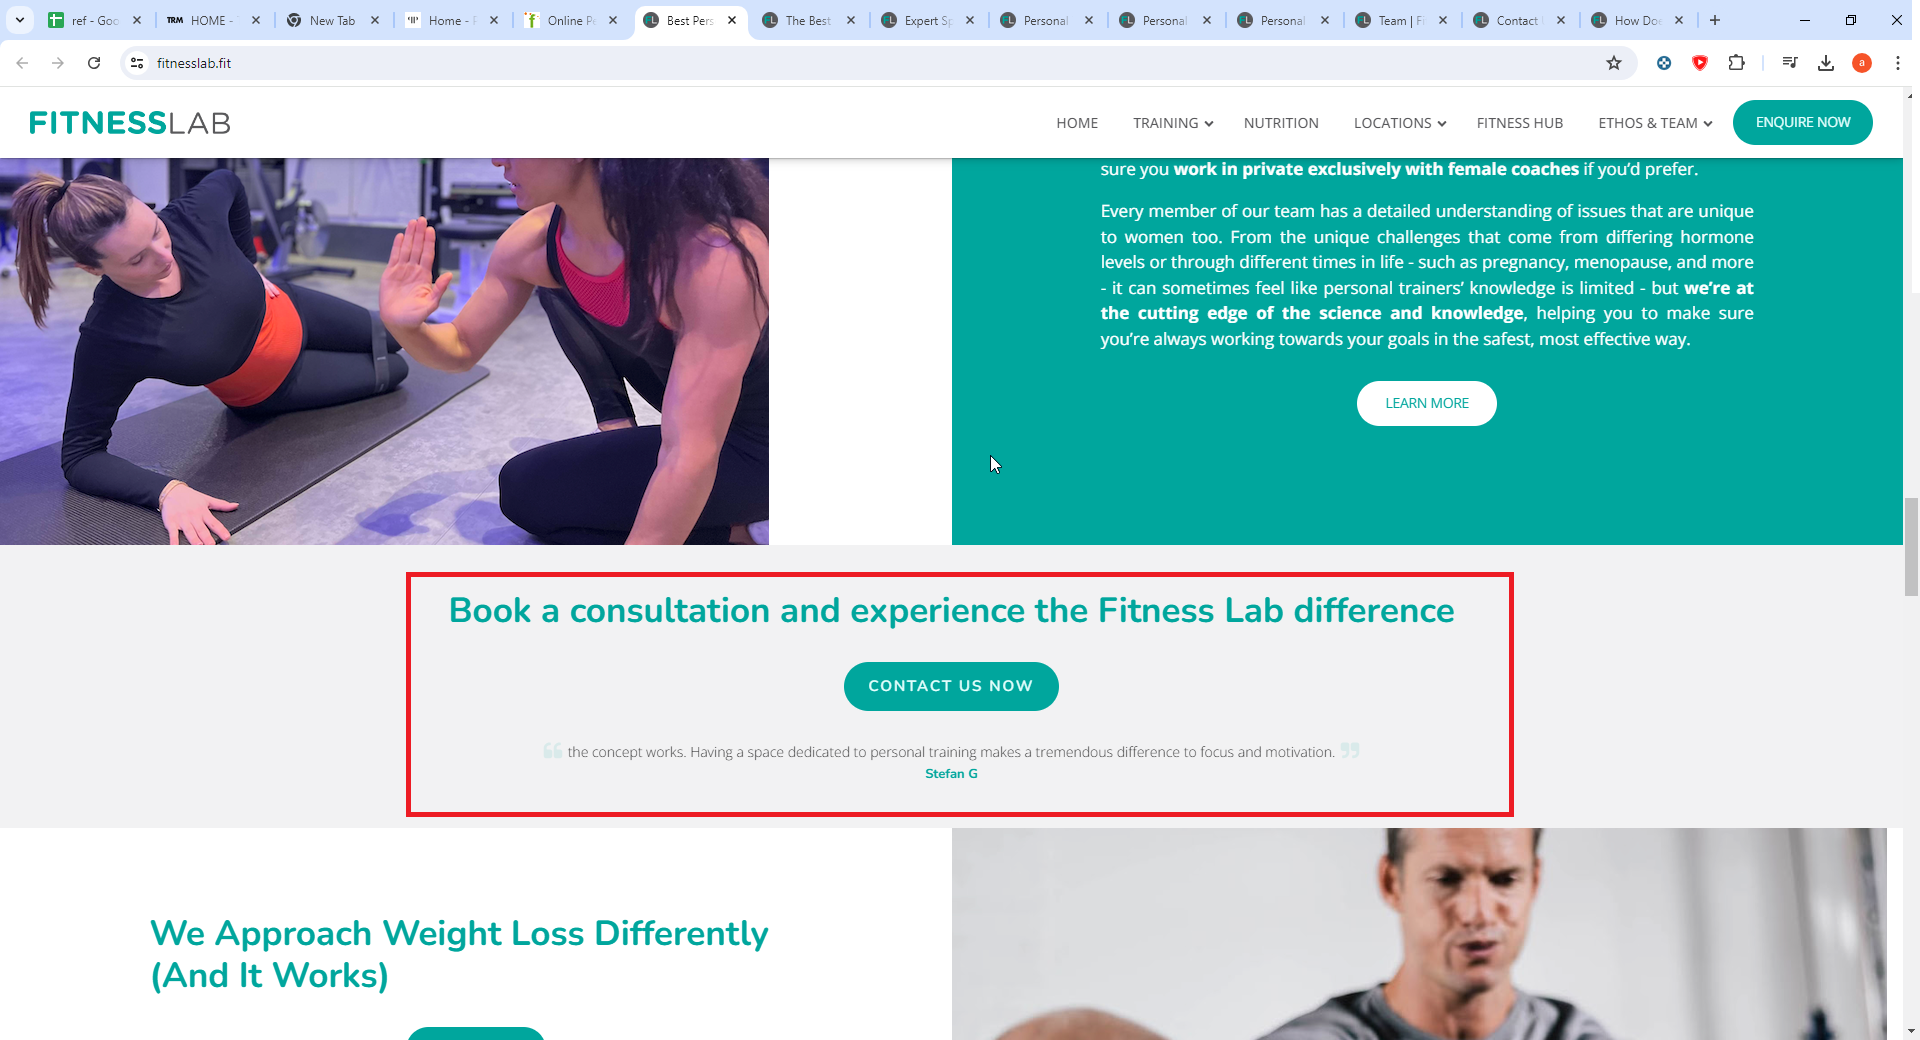 ref - Goo
TRM HOME -
New Tab
Home -
Online Pe
Best Pers
The Best
Expert Sp
Personal
Personal
Personal
Team | Fi
Contact
How Doe
fitnesslab.fit
a
FITNESSLAB
HOME
TRAINING
NUTRITION
LOCATIONS
FITNESS HUB
ETHOS & TEAM
ENQUIRE NOW
sure you work in private exclusively with female coaches if you’d prefer.
Every member of our team has a detailed understanding of issues that are unique
to women too. From the unique challenges that come from differing hormone
levels or through different times in life - such as pregnancy, menopause, and more
- it can sometimes feel like personal trainers’ knowledge is limited - but we’re at
the cutting edge of the science and knowledge, helping you to make sure
you’re always working towards your goals in the safest, most effective way.
LEARN MORE
Book a consultation and experience the Fitness Lab difference
CONTACT US NOW
“ the concept works. Having a space dedicated to personal training makes a tremendous difference to focus and motivation. ”
Stefan G
We Approach Weight Loss Differently
(And It Works)